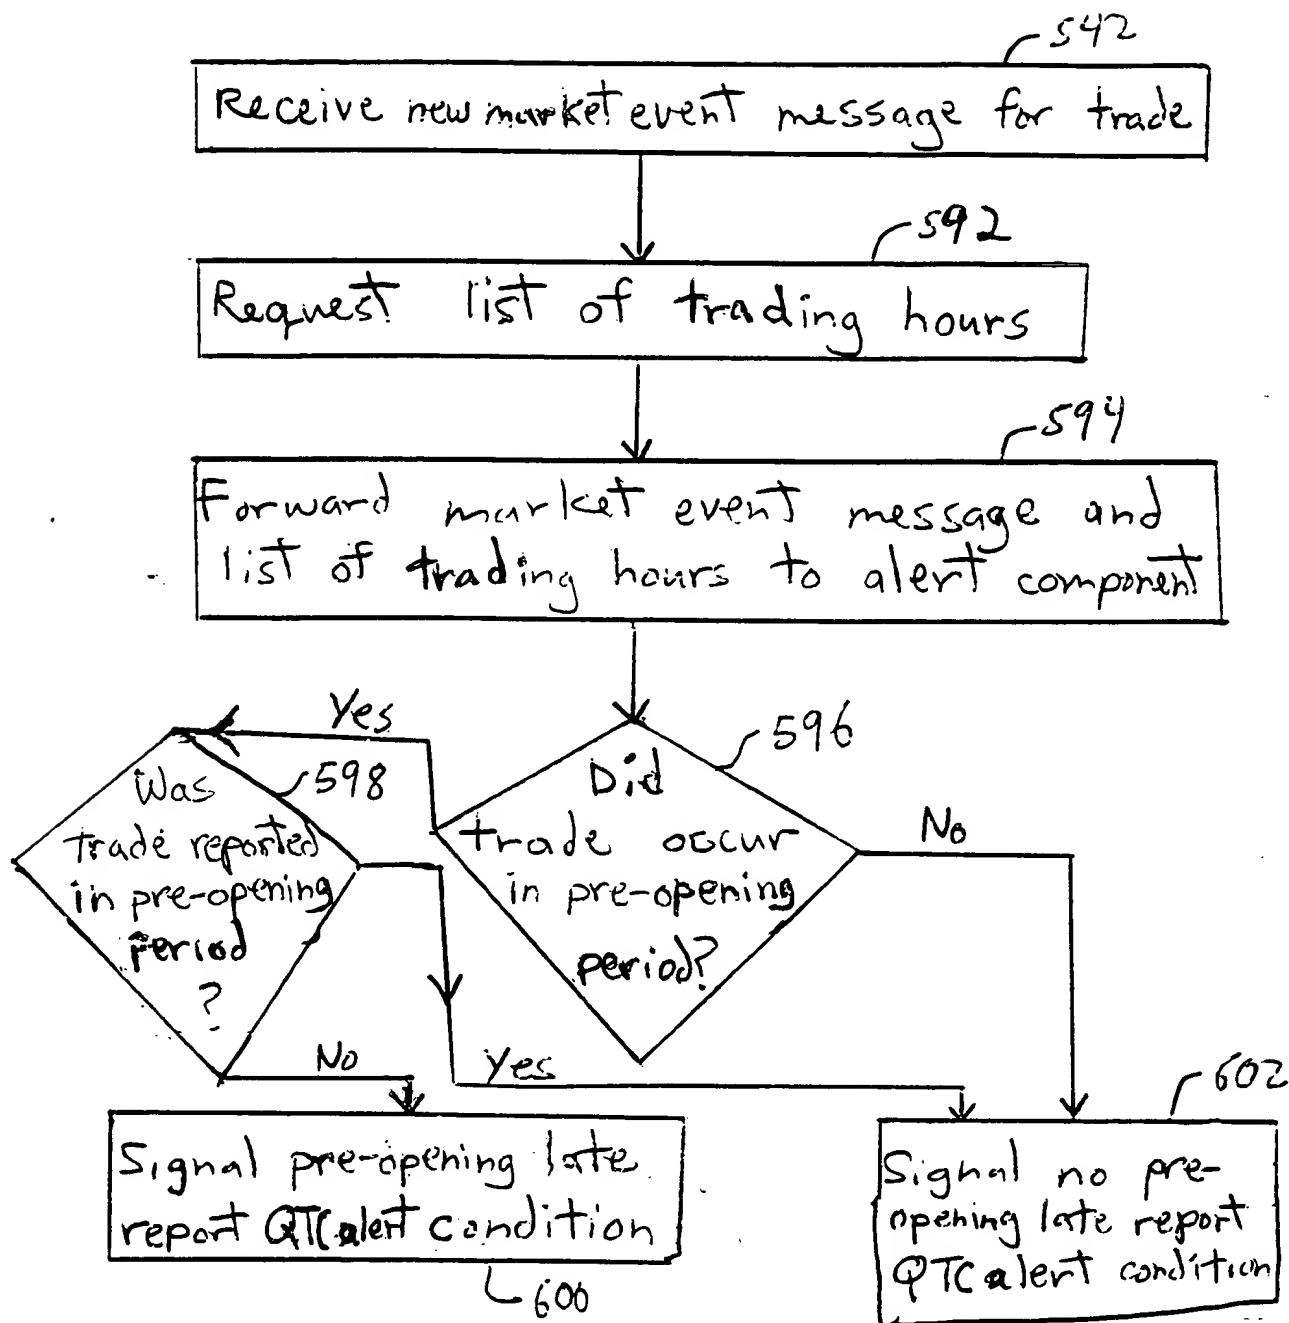 542
Receive new market event message for trade
592
Request list of trading hours
594
Forward market event message and
list of trading hours to alert component
Yes
596
Did
trade occur
in pre-opening
period?
No
598
Was
trade reported
in pre-opening
period
?
No
Yes
602
Signal pre-opening late
report QTC alert condition
600
Signal no pre-
opening late report
QTC alert condition